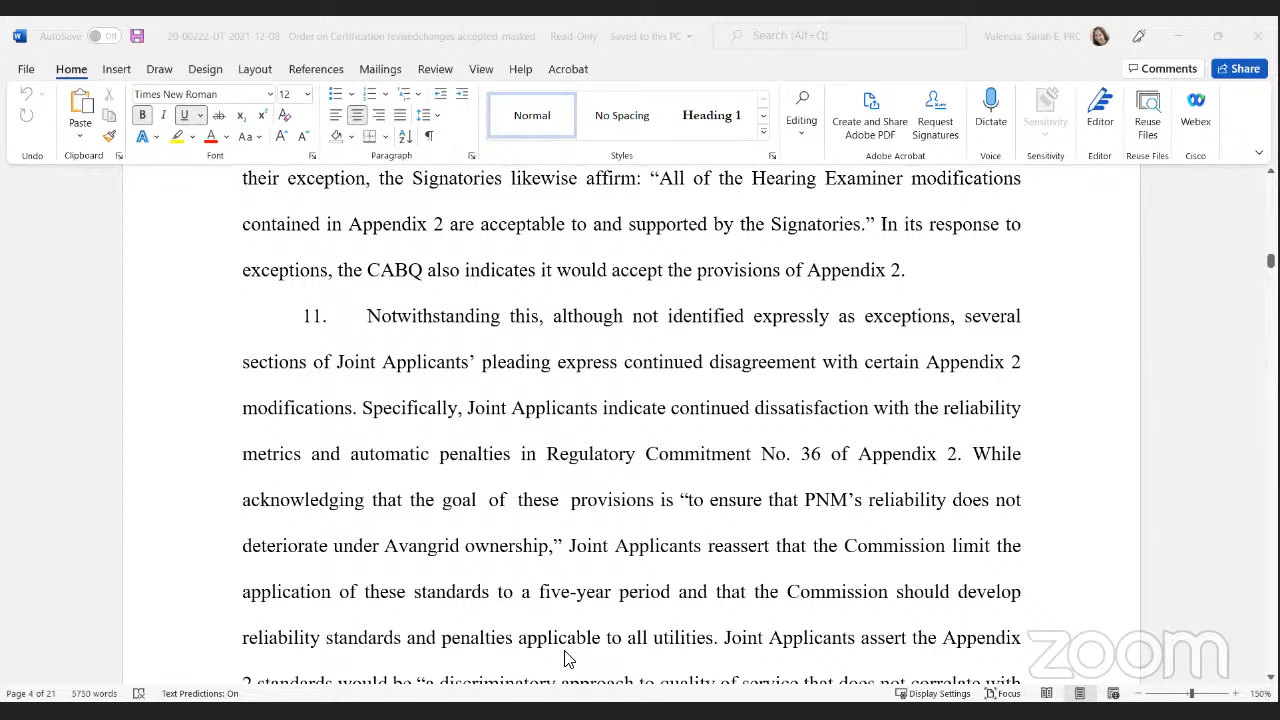 AutoSave Off 20-00222-UT 2021-12-08 Order on Certification revisedchanges accepted masked Read-Only Saved to this PC Search (Alt+Q) Valencia, Sarah E. PRC
File Home Insert Draw Design Layout References Mailings Review View Help Acrobat Comments Share
Times New Roman 12
Paste
Normal No Spacing Heading 1
Editing
Create and Share Adobe PDF
Request Signatures
Dictate
Sensitivity
Editor
Reuse Files
Webex
Undo Clipboard Font Paragraph Styles Adobe Acrobat Voice Sensitivity Editor Reuse Files Cisco
their exception, the Signatories likewise affirm: “All of the Hearing Examiner modifications
contained in Appendix 2 are acceptable to and supported by the Signatories.” In its response to
exceptions, the CABQ also indicates it would accept the provisions of Appendix 2.
11. Notwithstanding this, although not identified expressly as exceptions, several
sections of Joint Applicants’ pleading express continued disagreement with certain Appendix 2
modifications. Specifically, Joint Applicants indicate continued dissatisfaction with the reliability
metrics and automatic penalties in Regulatory Commitment No. 36 of Appendix 2. While
acknowledging that the goal of these provisions is “to ensure that PNM’s reliability does not
deteriorate under Avangrid ownership,” Joint Applicants reassert that the Commission limit the
application of these standards to a five-year period and that the Commission should develop
reliability standards and penalties applicable to all utilities. Joint Applicants assert the Appendix
2 standards would be “a discriminatory approach to quality of service that does not correlate with
zoom
Page 4 of 21 5750 words Text Predictions: On Display Settings Focus 150%